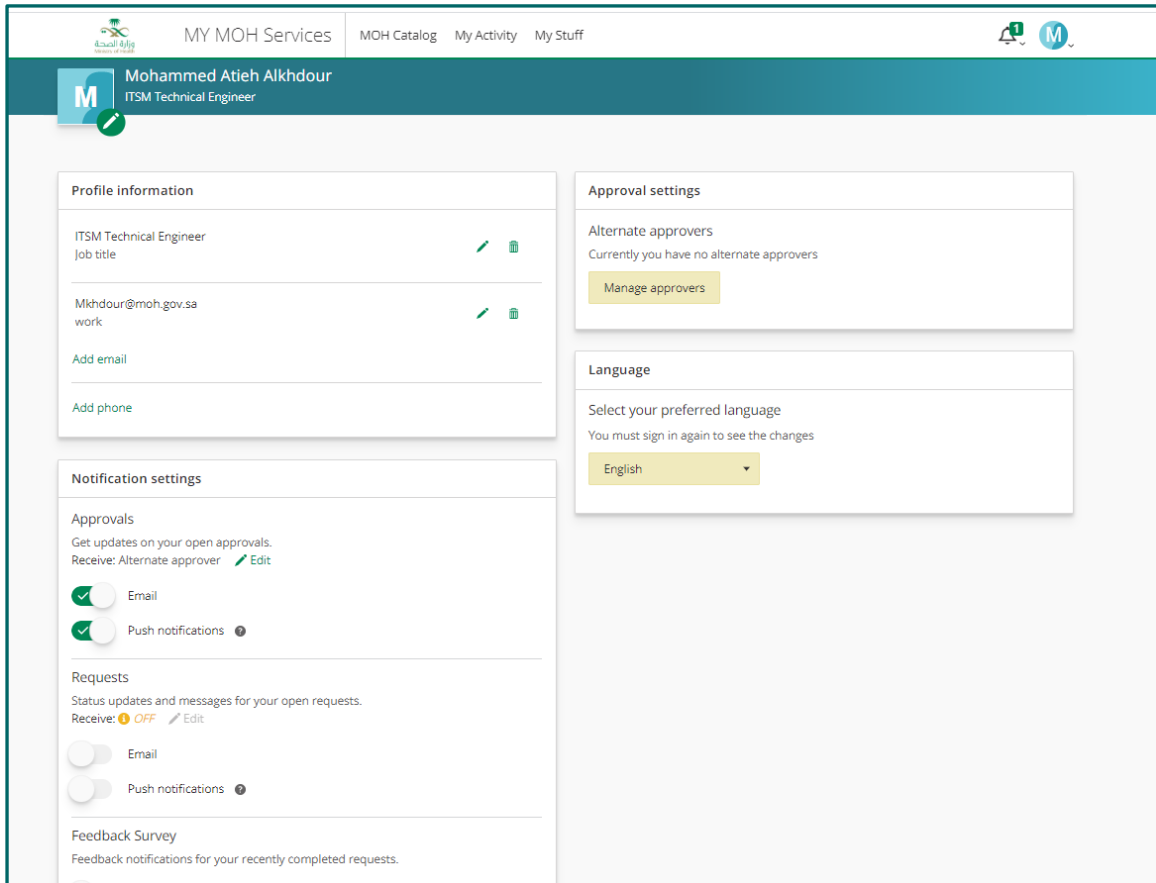 وزارة الصحة
Ministry of Health
MY MOH Services
MOH Catalog
My Activity
My Stuff
1
M
M
Mohammed Atieh Alkhdour
ITSM Technical Engineer
Profile information
ITSM Technical Engineer
Job title
Mkhdour@moh.gov.sa
work
Add email
Add phone
Notification settings
Approvals
Get updates on your open approvals.
Receive: Alternate approver Edit
Email
Push notifications ?
Requests
Status updates and messages for your open requests.
Receive: OFF Edit
Email
Push notifications ?
Feedback Survey
Feedback notifications for your recently completed requests.
Approval settings
Alternate approvers
Currently you have no alternate approvers
Manage approvers
Language
Select your preferred language
You must sign in again to see the changes
English